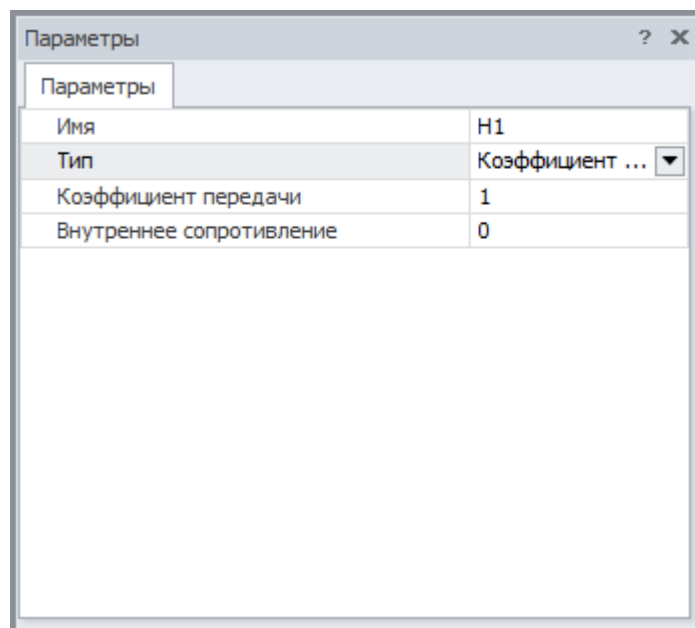 Параметры ? X
Параметры
Имя H1
Тип Коэффициент ...
Коэффициент передачи 1
Внутреннее сопротивление 0